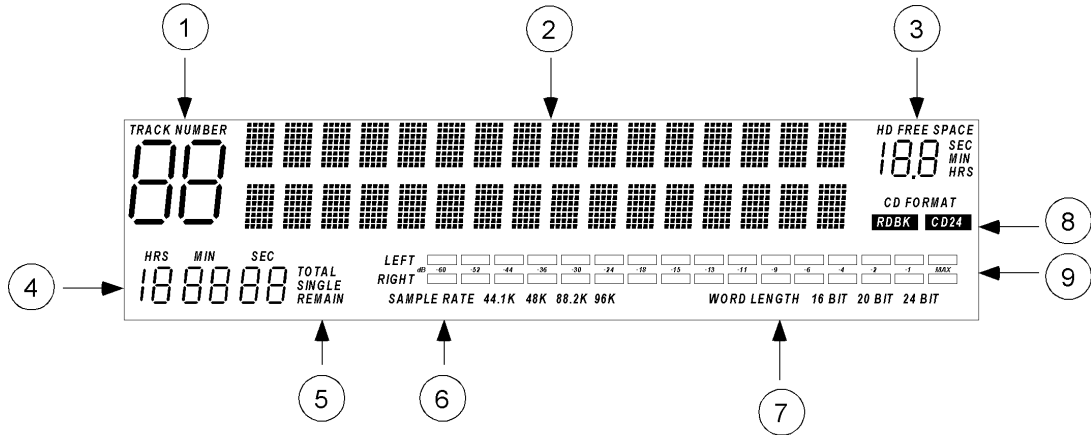 1
2
3
TRACK NUMBER
88
HD FREE SPACE
18.8
SEC
MIN
HRS
CD FORMAT
RDBK CD24
8
HRS MIN SEC
18 88 88
TOTAL
SINGLE
REMAIN
4
LEFT
dB -60 -52 -44 -36 -30 -24 -18 -15 -13 -11 -9 -6 -4 -2 -1 MAX
RIGHT
9
SAMPLE RATE 44.1K 48K 88.2K 96K
WORD LENGTH 16 BIT 20 BIT 24 BIT
5
6
7